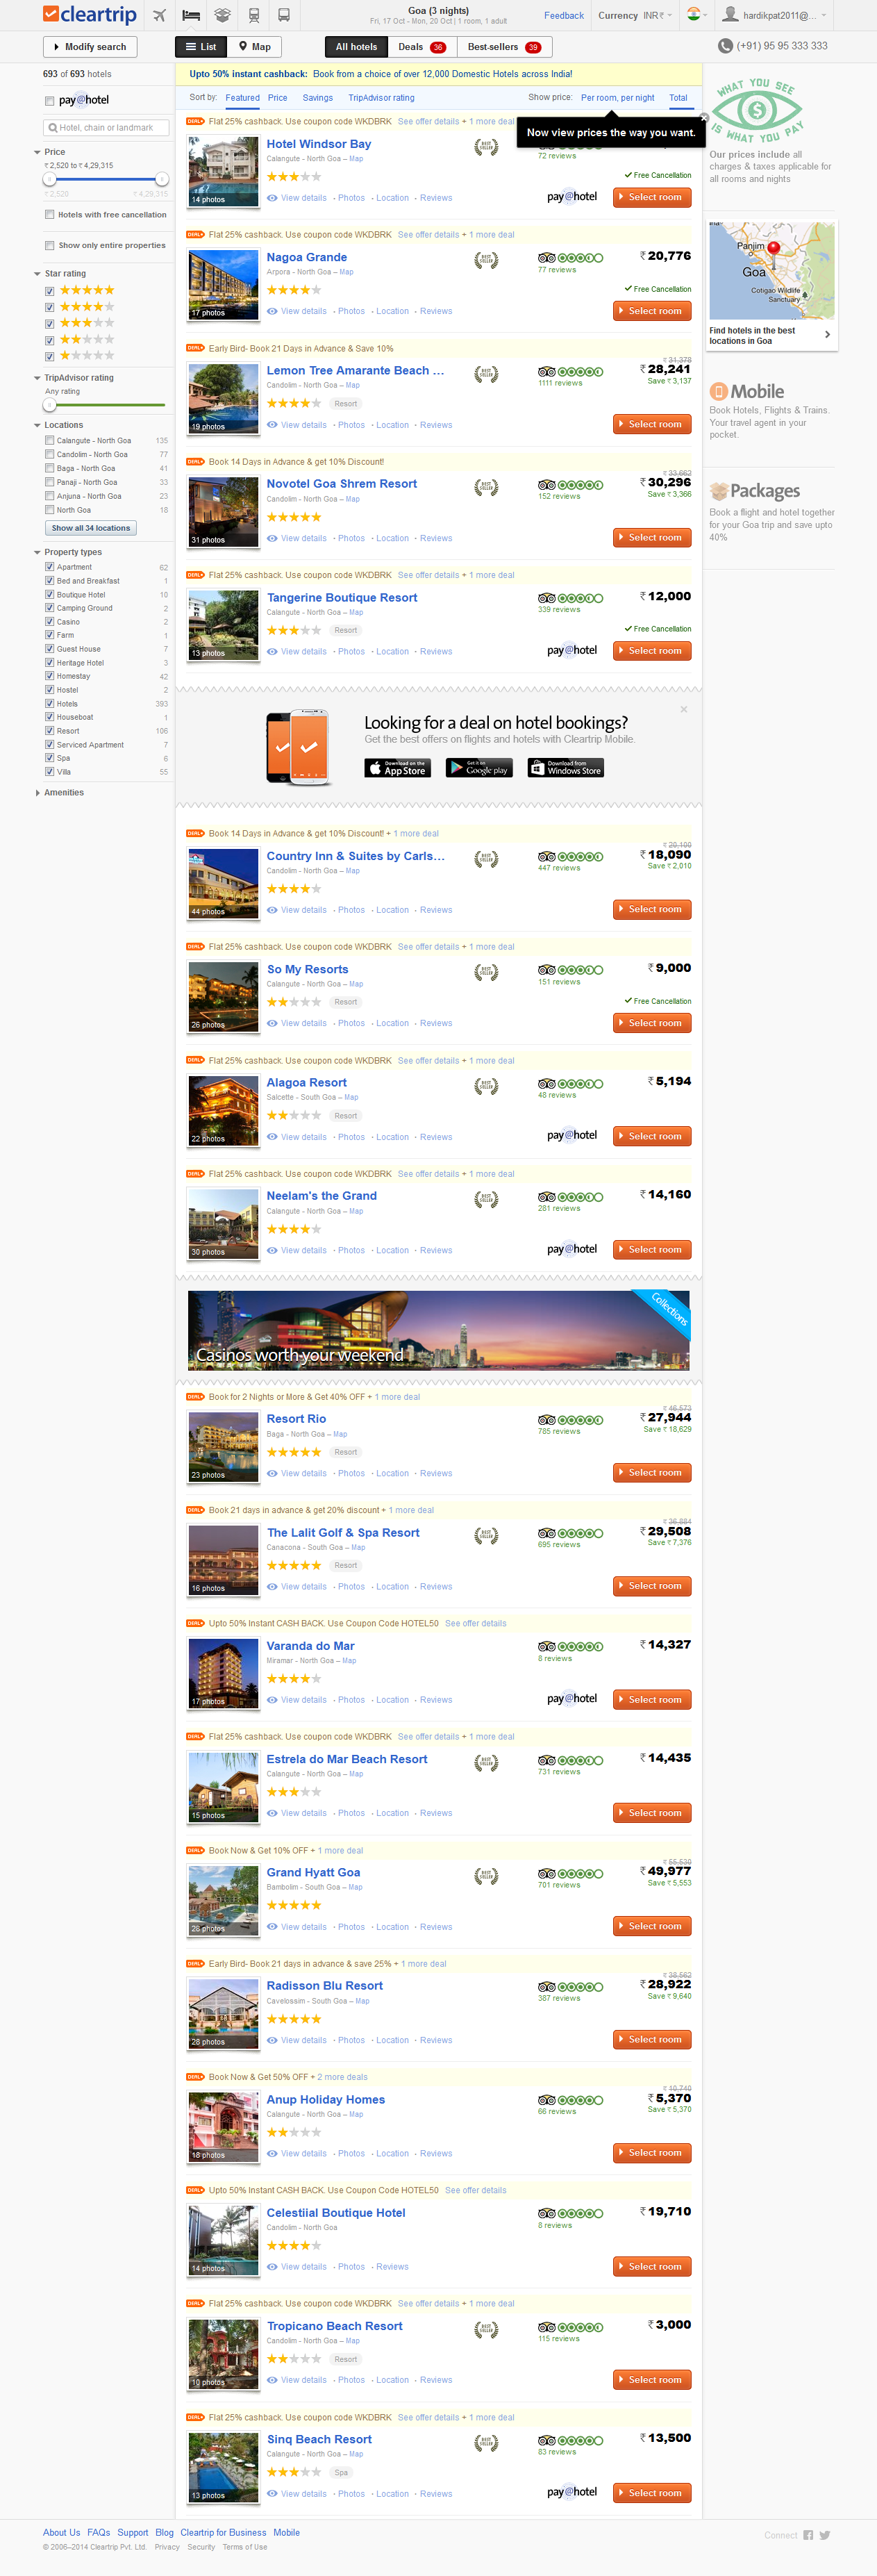 cleartrip
Goa (3 nights)
Fri, 17 Oct - Mon, 20 Oct | 1 room, 1 adult
Feedback
Currency INR₹
hardikpat2011@...
Modify search
List
Map
All hotels
Deals 36
Best-sellers 39
(+91) 95 95 333 333
693 of 693 hotels
pay@hotel
Hotel, chain or landmark
Price
₹ 2,520 to ₹ 4,29,315
₹ 2,520
₹ 4,29,315
Hotels with free cancellation
Show only entire properties
Star rating
TripAdvisor rating
Any rating
Locations
Calangute - North Goa 135
Candolim - North Goa 77
Baga - North Goa 41
Panaji - North Goa 33
Anjuna - North Goa 23
North Goa 18
Show all 34 locations
Property types
Apartment 62
Bed and Breakfast 1
Boutique Hotel 10
Camping Ground 2
Casino 2
Farm 1
Guest House 7
Heritage Hotel 3
Homestay 42
Hostel 2
Hotels 393
Houseboat 1
Resort 106
Serviced Apartment 7
Spa 6
Villa 55
Amenities
Upto 50% instant cashback: Book from a choice of over 12,000 Domestic Hotels across India!
Sort by: Featured Price Savings TripAdvisor rating
Show price: Per room, per night Total
Now view prices the way you want.
DEAL Flat 25% cashback. Use coupon code WKDBRK See offer details + 1 more deal
Hotel Windsor Bay
BEST SELLER
Calangute - North Goa – Map
72 reviews
Free Cancellation
14 photos
View details • Photos • Location • Reviews
pay@hotel
Select room
DEAL Flat 25% cashback. Use coupon code WKDBRK See offer details + 1 more deal
Nagoa Grande
BEST SELLER
₹ 20,776
Arpora - North Goa – Map
77 reviews
Free Cancellation
17 photos
View details • Photos • Location • Reviews
Select room
DEAL Early Bird- Book 21 Days in Advance & Save 10%
₹ 31,378
Lemon Tree Amarante Beach ...
BEST SELLER
₹ 28,241
Candolim - North Goa – Map
1111 reviews
Save ₹ 3,137
Resort
19 photos
View details • Photos • Location • Reviews
Select room
DEAL Book 14 Days in Advance & get 10% Discount!
₹ 33,662
Novotel Goa Shrem Resort
BEST SELLER
₹ 30,296
Candolim - North Goa – Map
152 reviews
Save ₹ 3,366
31 photos
View details • Photos • Location • Reviews
Select room
DEAL Flat 25% cashback. Use coupon code WKDBRK See offer details + 1 more deal
Tangerine Boutique Resort
BEST SELLER
₹ 12,000
Calangute - North Goa – Map
339 reviews
Resort
Free Cancellation
13 photos
View details • Photos • Location • Reviews
pay@hotel
Select room
Looking for a deal on hotel bookings?
Get the best offers on flights and hotels with Cleartrip Mobile.
Download on the App Store
Get it on Google play
Download from Windows Store
DEAL Book 14 Days in Advance & get 10% Discount! + 1 more deal
₹ 20,100
Country Inn & Suites by Carls...
BEST SELLER
₹ 18,090
Candolim - North Goa – Map
447 reviews
Save ₹ 2,010
44 photos
View details • Photos • Location • Reviews
Select room
DEAL Flat 25% cashback. Use coupon code WKDBRK See offer details + 1 more deal
So My Resorts
BEST SELLER
₹ 9,000
Calangute - North Goa – Map
151 reviews
Resort
Free Cancellation
26 photos
View details • Photos • Location • Reviews
Select room
DEAL Flat 25% cashback. Use coupon code WKDBRK See offer details + 1 more deal
Alagoa Resort
BEST SELLER
₹ 5,194
Salcette - South Goa – Map
48 reviews
Resort
22 photos
View details • Photos • Location • Reviews
pay@hotel
Select room
DEAL Flat 25% cashback. Use coupon code WKDBRK See offer details + 1 more deal
Neelam's the Grand
BEST SELLER
₹ 14,160
Calangute - North Goa – Map
281 reviews
30 photos
View details • Photos • Location • Reviews
pay@hotel
Select room
Collections
Casinos worth your weekend
DEAL Book for 2 Nights or More & Get 40% OFF + 1 more deal
₹ 46,573
Resort Rio
₹ 27,944
Baga - North Goa – Map
785 reviews
Save ₹ 18,629
Resort
23 photos
View details • Photos • Location • Reviews
Select room
DEAL Book 21 days in advance & get 20% discount + 1 more deal
₹ 36,884
The Lalit Golf & Spa Resort
BEST SELLER
₹ 29,508
Canacona - South Goa – Map
695 reviews
Save ₹ 7,376
Resort
16 photos
View details • Photos • Location • Reviews
Select room
DEAL Upto 50% Instant CASH BACK. Use Coupon Code HOTEL50 See offer details
Varanda do Mar
₹ 14,327
Miramar - North Goa – Map
8 reviews
17 photos
View details • Photos • Location • Reviews
pay@hotel
Select room
DEAL Flat 25% cashback. Use coupon code WKDBRK See offer details + 1 more deal
Estrela do Mar Beach Resort
BEST SELLER
₹ 14,435
Calangute - North Goa – Map
731 reviews
15 photos
View details • Photos • Location • Reviews
Select room
DEAL Book Now & Get 10% OFF + 1 more deal
₹ 55,530
Grand Hyatt Goa
BEST SELLER
₹ 49,977
Bambolim - South Goa – Map
701 reviews
Save ₹ 5,553
26 photos
View details • Photos • Location • Reviews
Select room
DEAL Early Bird- Book 21 days in advance & save 25% + 1 more deal
₹ 38,562
Radisson Blu Resort
₹ 28,922
Cavelossim - South Goa – Map
387 reviews
Save ₹ 9,640
28 photos
View details • Photos • Location • Reviews
Select room
DEAL Book Now & Get 50% OFF + 2 more deals
₹ 10,740
Anup Holiday Homes
₹ 5,370
Calangute - North Goa – Map
66 reviews
Save ₹ 5,370
18 photos
View details • Photos • Location • Reviews
Select room
DEAL Upto 50% Instant CASH BACK. Use Coupon Code HOTEL50 See offer details
Celestiial Boutique Hotel
₹ 19,710
Candolim - North Goa
8 reviews
14 photos
View details • Photos • Reviews
Select room
DEAL Flat 25% cashback. Use coupon code WKDBRK See offer details + 1 more deal
Tropicano Beach Resort
BEST SELLER
₹ 3,000
Candolim - North Goa – Map
115 reviews
Resort
10 photos
View details • Photos • Location • Reviews
Select room
DEAL Flat 25% cashback. Use coupon code WKDBRK See offer details + 1 more deal
Sinq Beach Resort
BEST SELLER
₹ 13,500
Calangute - North Goa – Map
83 reviews
Spa
13 photos
View details • Photos • Location • Reviews
pay@hotel
Select room
WHAT YOU SEE
IS WHAT YOU PAY
Our prices include all
charges & taxes applicable for
all rooms and nights
Panjim
Goa
Cotigao Wildlife
Sanctuary
Find hotels in the best
locations in Goa
Mobile
Book Hotels, Flights & Trains.
Your travel agent in your
pocket.
Packages
Book a flight and hotel together
for your Goa trip and save upto
40%
About Us FAQs Support Blog Cleartrip for Business Mobile
© 2006–2014 Cleartrip Pvt. Ltd. Privacy Security Terms of Use
Connect